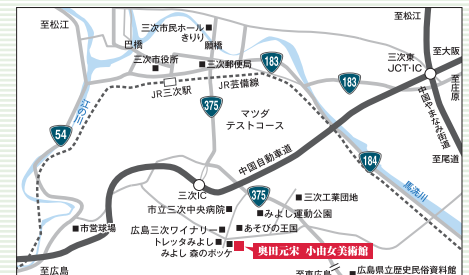 至松江
三次市民ホール
きりり
至松江
巴橋
願橋
三次東
JCT・IC
至大阪
三次市役所
三次郵便局
183
183
至庄原
JR三次駅
JR芸備線
375
マツダ
テストコース
中国やまなみ街道
江の川
54
中国自動車道
184
至尾道
馬洗川
三次IC
375
三次工業団地
市立三次中央病院
みよし運動公園
市営球場
広島三次ワイナリー
あそびの王国
トレッタみよし
みよし 森のポッケ
奥田元宋 小由女美術館
至広島
至東広島
広島県立歴史民俗資料館